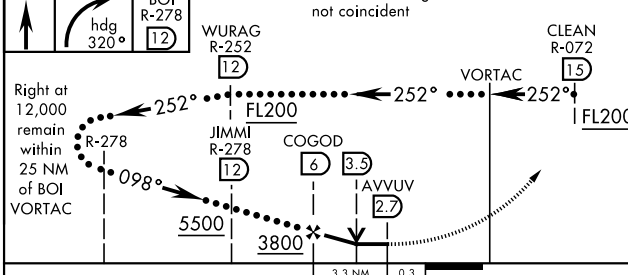 BOI
R-278
12
hdg
320°
not coincident
WURAG
R-252
12
CLEAN
R-072
15
VORTAC
252°
252°
252°
FL200
FL200
Right at
12,000
remain
within
25 NM
of BOI
VORTAC
R-278
JIMMI
R-278
12
COGOD
6
3.5
AVVUV
2.7
098°
5500
3800
3.3 NM
0.3